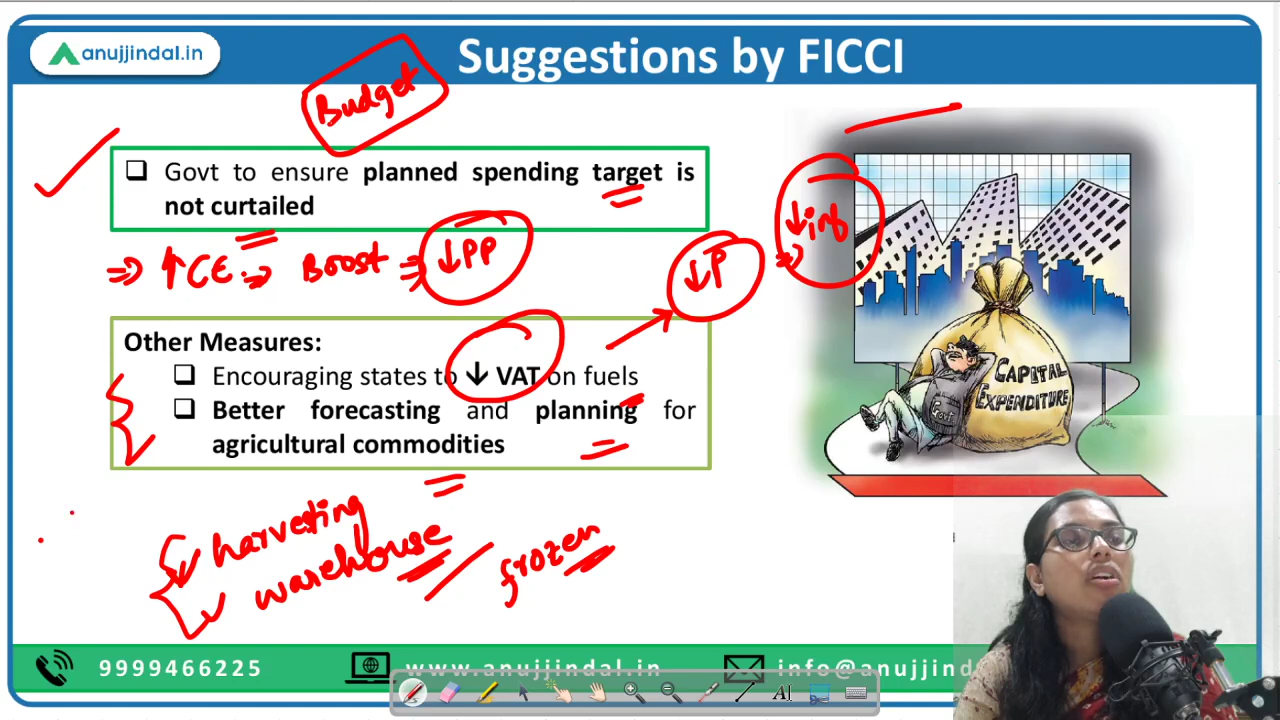 anujjindal.in
Suggestions by FICCI
Budget
Govt to ensure planned spending target is
not curtailed
⇒ ↑ CE ⇒ Boost ⇒ ↓PP
↓P ⇒ ↓inf
Other Measures:
Encouraging states to ↓ VAT on fuels
Better forecasting and planning for
agricultural commodities
CAPITAL
EXPENDITURE
GOVT
harvesting
warehouse
frozen
9999466225
www.anujjindal.in
info@anujjind
A